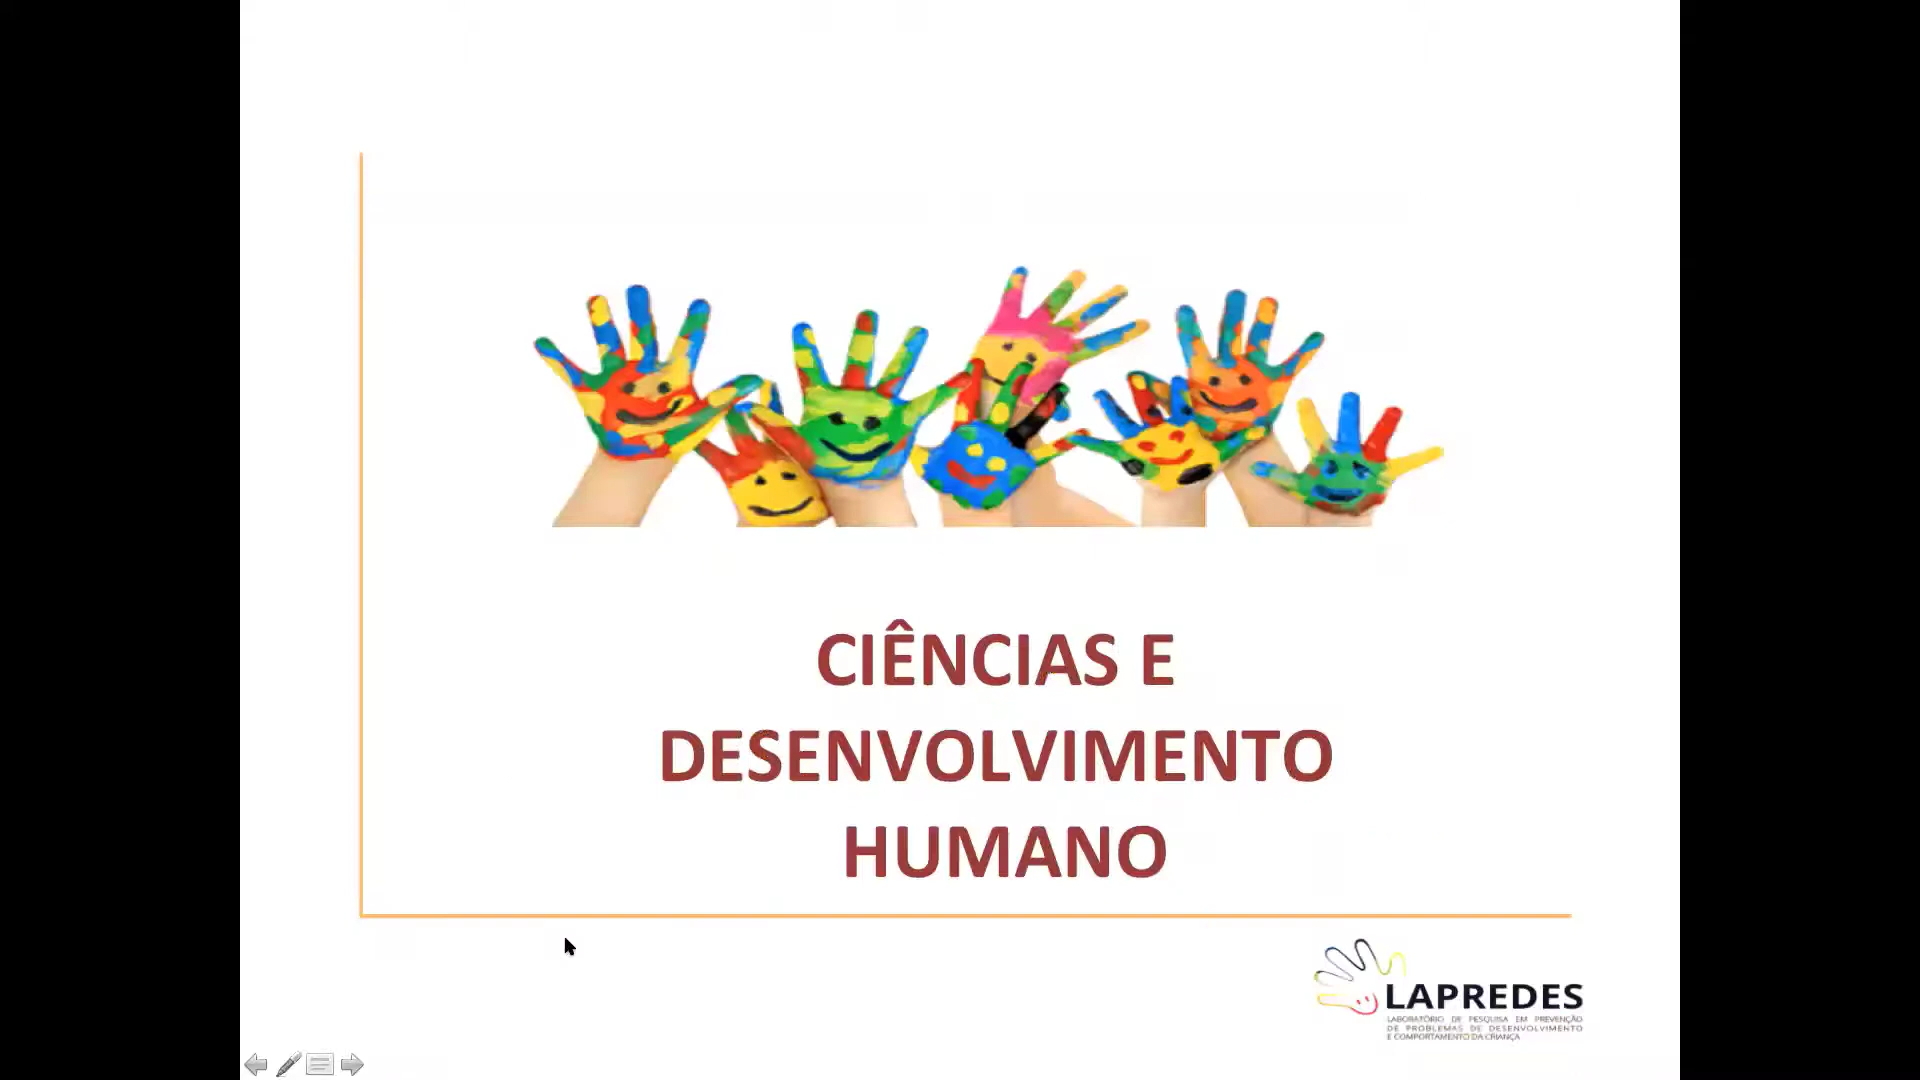 CIÊNCIAS E
DESENVOLVIMENTO
HUMANO
LAPREDES
LABORATÓRIO DE PESQUISA EM PREVENÇÃO
DE PROBLEMAS DE DESENVOLVIMENTO
E COMPORTAMENTO DA CRIANÇA